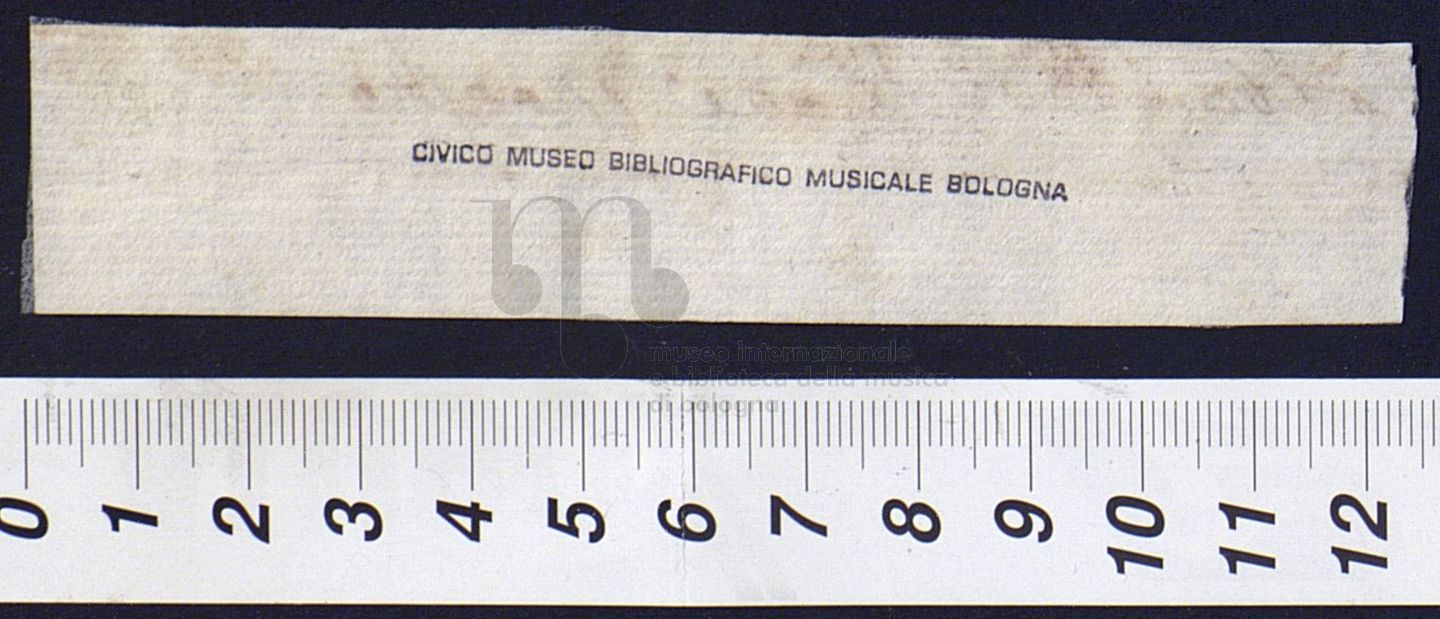 CIVICO MUSEO BIBLIOGRAFICO MUSICALE BOLOGNA
museo internazionale
e biblioteca della musica
di bologna
0 1 2 3 4 5 6 7 8 9 10 11 12